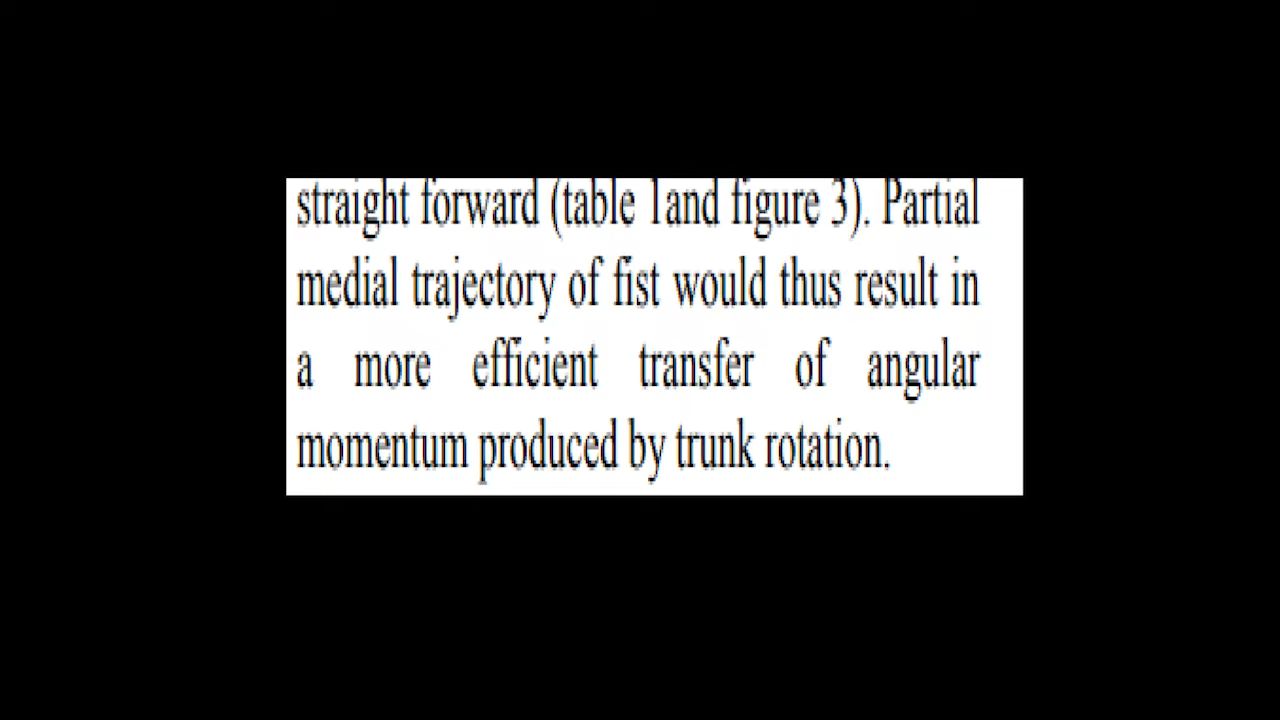 straight forward (table 1and figure 3). Partial
medial trajectory of fist would thus result in
a more efficient transfer of angular
momentum produced by trunk rotation.